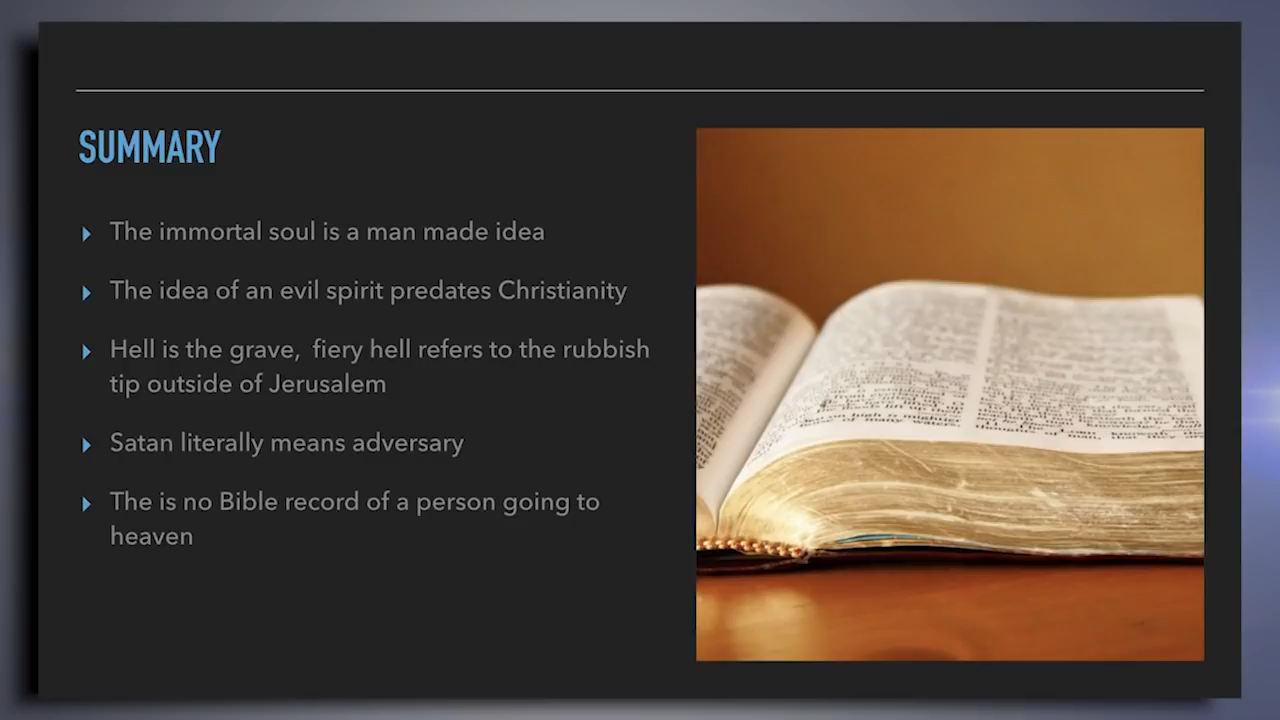 SUMMARY
The immortal soul is a man made idea
The idea of an evil spirit predates Christianity
Hell is the grave, fiery hell refers to the rubbish
tip outside of Jerusalem
Satan literally means adversary
The is no Bible record of a person going to
heaven